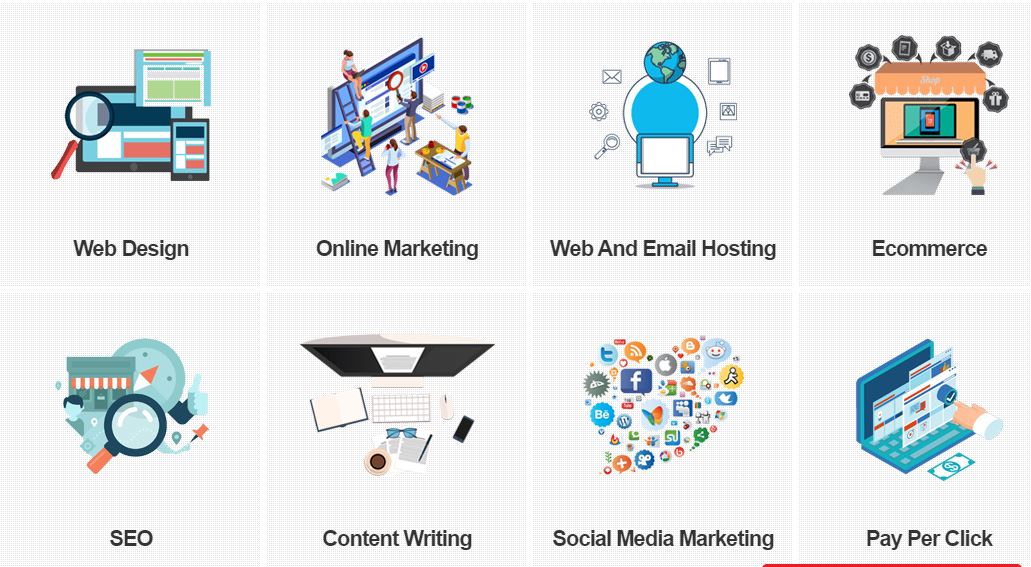 Shop
Web Design
Online Marketing
Web And Email Hosting
Ecommerce
SEO
Content Writing
Social Media Marketing
Pay Per Click